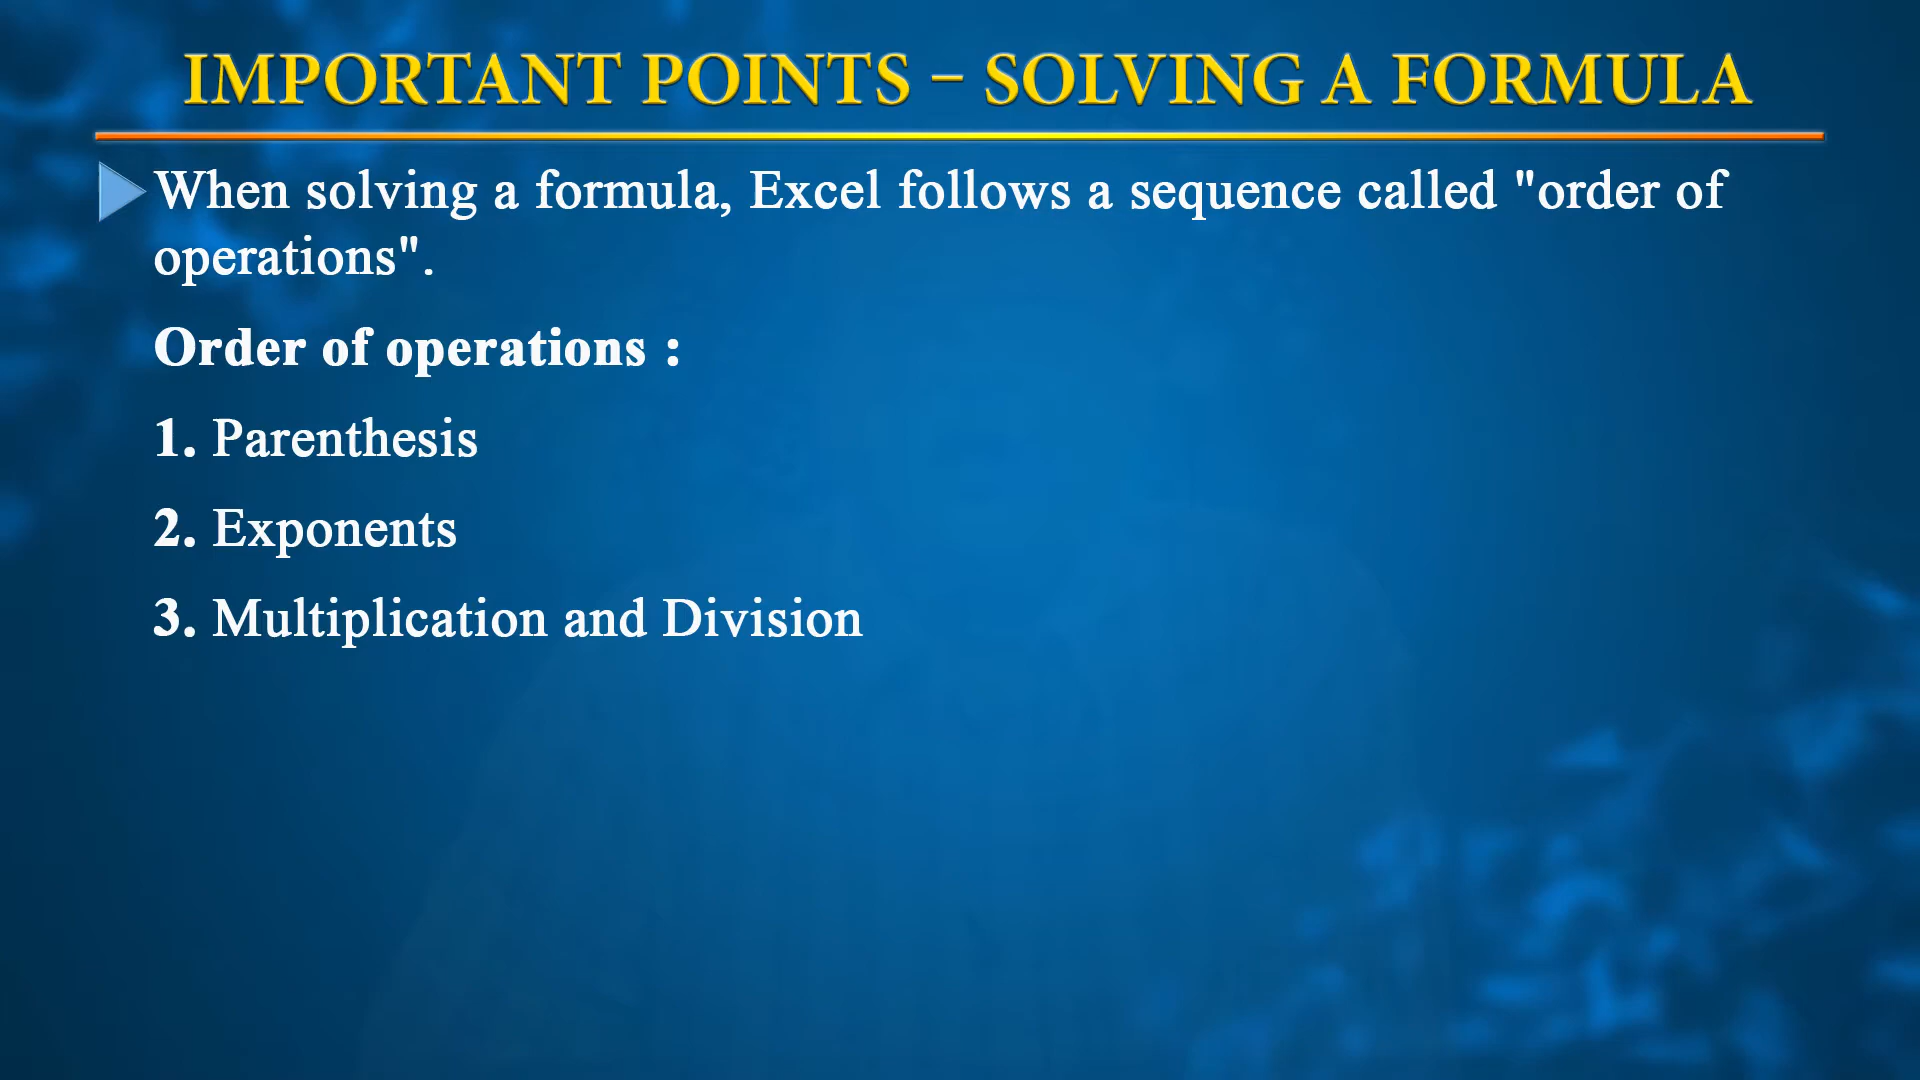 IMPORTANT POINTS – SOLVING A FORMULA
When solving a formula, Excel follows a sequence called "order of
operations".
Order of operations :
1. Parenthesis
2. Exponents
3. Multiplication and Division